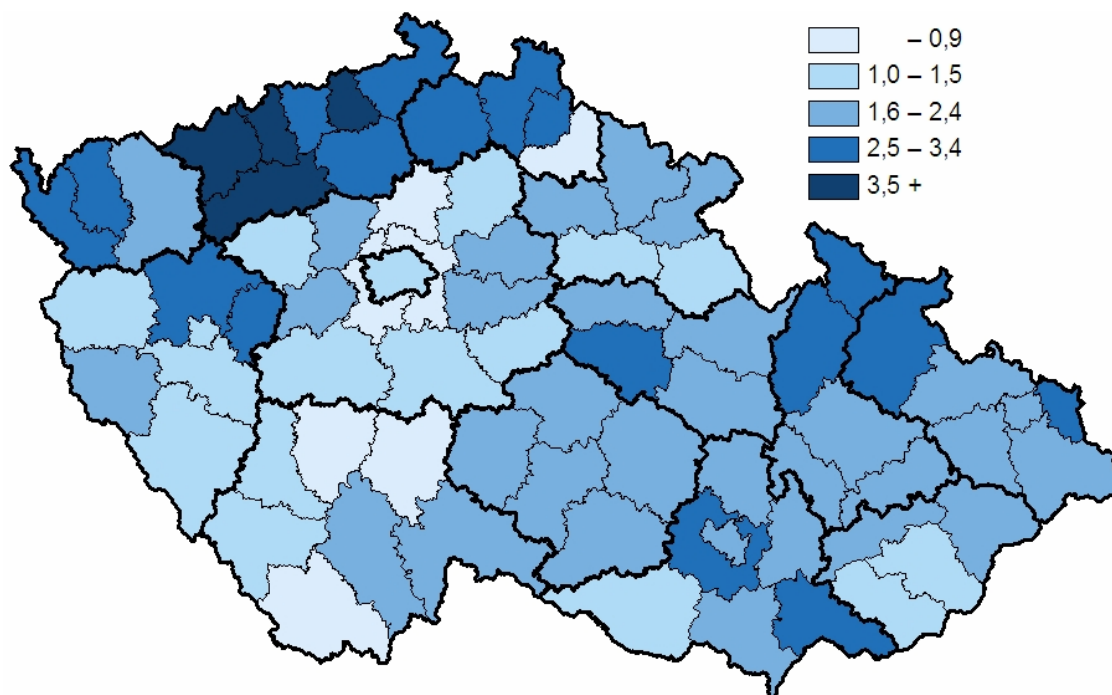 – 0,9
1,0 – 1,5
1,6 – 2,4
2,5 – 3,4
3,5 +